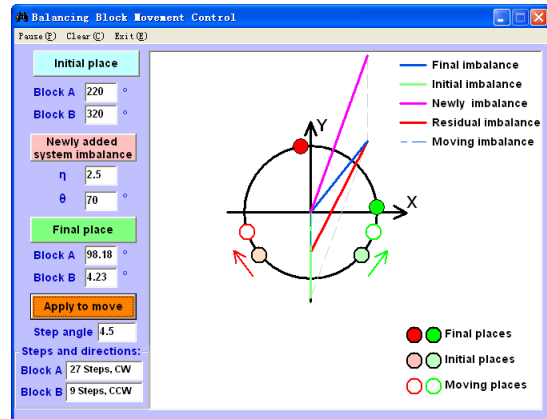 Balancing Block Movement Control
Pause(P) Clear(C) Exit(E)
Initial place
Block A 220 °
Block B 320 °
Newly added
system imbalance
η 2.5
θ 70 °
Final place
Block A 98.18 °
Block B 4.23 °
Apply to move
Step angle 4.5
Steps and directions:
Block A 27 Steps, CW
Block B 9 Steps, CCW
Y
X
Final imbalance
Initial imbalance
Newly imbalance
Residual imbalance
Moving imbalance
Final places
Initial places
Moving places